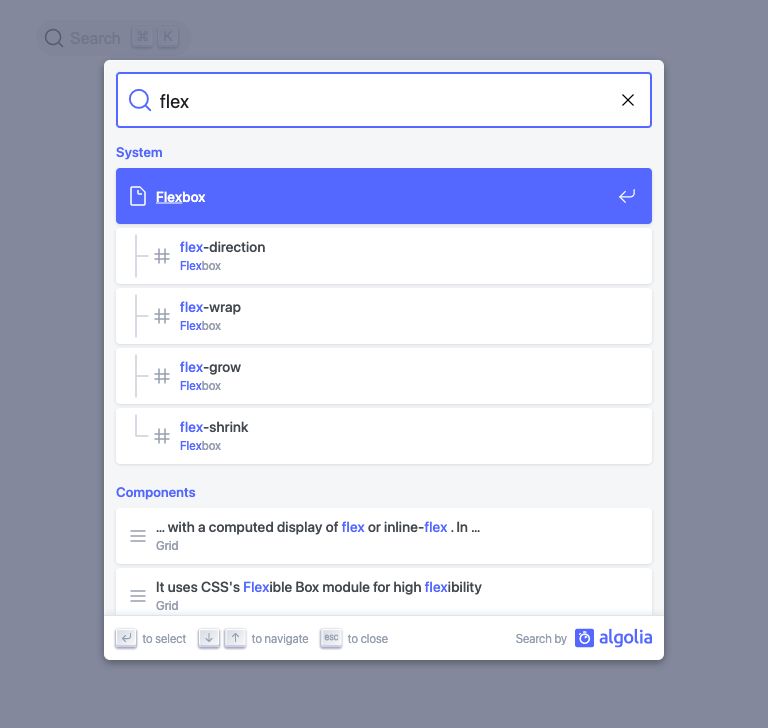 Search ⌘ K
flex
System
Flexbox
flex-direction
Flexbox
flex-wrap
Flexbox
flex-grow
Flexbox
flex-shrink
Flexbox
Components
... with a computed display of flex or inline-flex . In ...
Grid
It uses CSS's Flexible Box module for high flexibility
Grid
to select to navigate esc to close Search by algolia